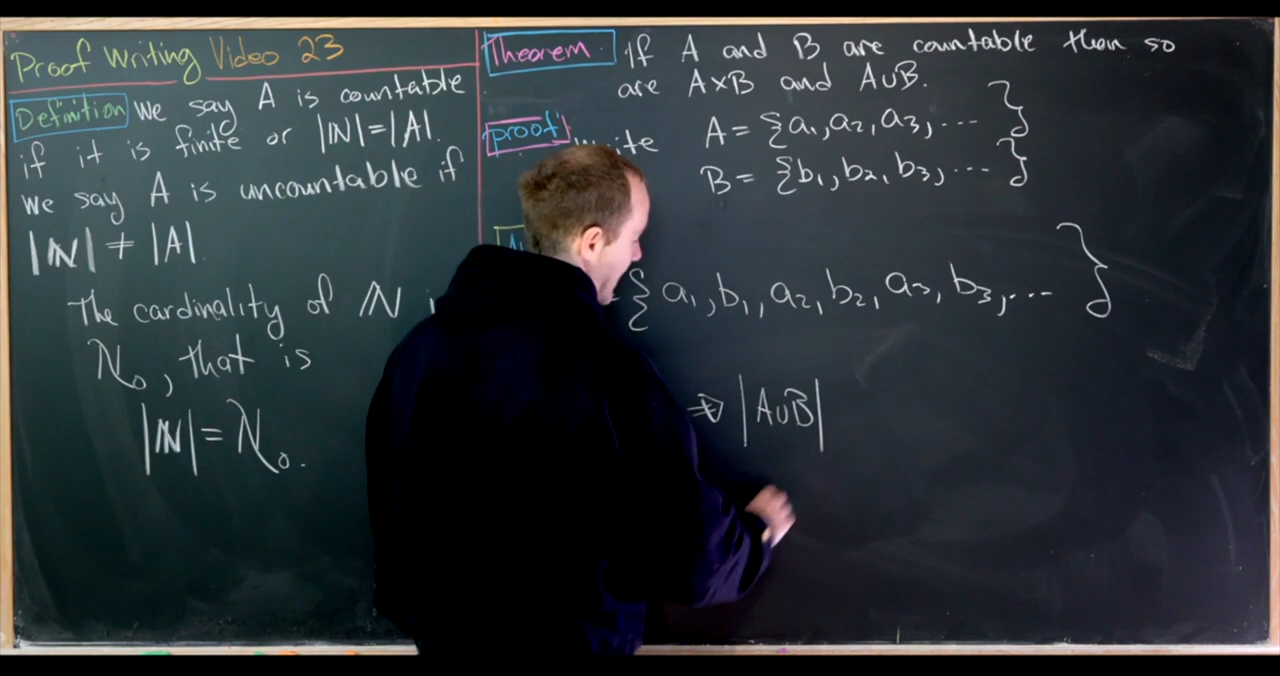 Proof Writing Video 23
Definition We say A is countable
if it is finite or |ℕ|=|A|.
We say A is uncountable if
|ℕ| ≠ |A|.
The cardinality of ℕ
ℵ₀, that is
|ℕ| = ℵ₀.
Theorem. If A and B are countable then so
are A×B and A∪B.
proof: write A = {a₁, a₂, a₃, ... }
B = {b₁, b₂, b₃, ... }
{ a₁, b₁, a₂, b₂, a₃, b₃, ... }
⇒ |A∪B|